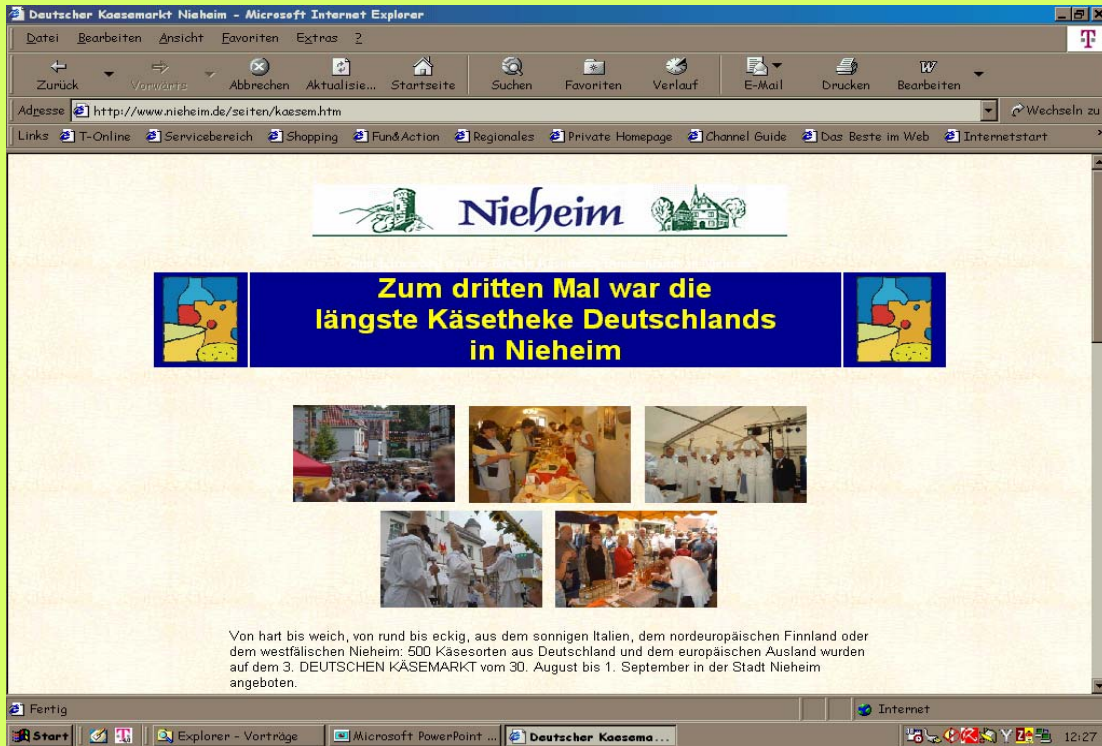 Deutscher Kaesemarkt Nieheim - Microsoft Internet Explorer
Datei Bearbeiten Ansicht Favoriten Extras ?
Zurück Vorwärts Abbrechen Aktualisie... Startseite Suchen Favoriten Verlauf E-Mail Drucken Bearbeiten
Adresse http://www.nieheim.de/seiten/kaesem.htm Wechseln zu
Links T-Online Servicebereich Shopping Fun&Action Regionales Private Homepage Channel Guide Das Beste im Web Internetstart
Nieheim
Zum dritten Mal war die
längste Käsetheke Deutschlands
in Nieheim
Von hart bis weich, von rund bis eckig, aus dem sonnigen Italien, dem nordeuropäischen Finnland oder
dem westfälischen Nieheim: 500 Käsesorten aus Deutschland und dem europäischen Ausland wurden
auf dem 3. DEUTSCHEN KÄSEMARKT vom 30. August bis 1. September in der Stadt Nieheim
angeboten.
Fertig Internet
Start Explorer - Vorträge Microsoft PowerPoint ... Deutscher Kaesema... 12:27